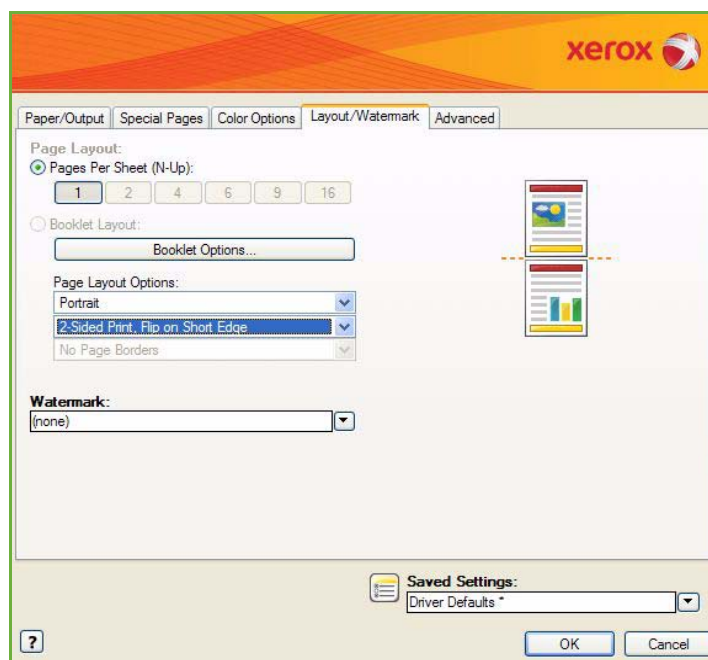 xerox
Paper/Output Special Pages Color Options Layout/Watermark Advanced
Page Layout:
Pages Per Sheet (N-Up):
1 2 4 6 9 16
Booklet Layout:
Booklet Options...
Page Layout Options:
Portrait
2-Sided Print, Flip on Short Edge
No Page Borders
Watermark:
(none)
Saved Settings:
Driver Defaults *
? OK Cancel